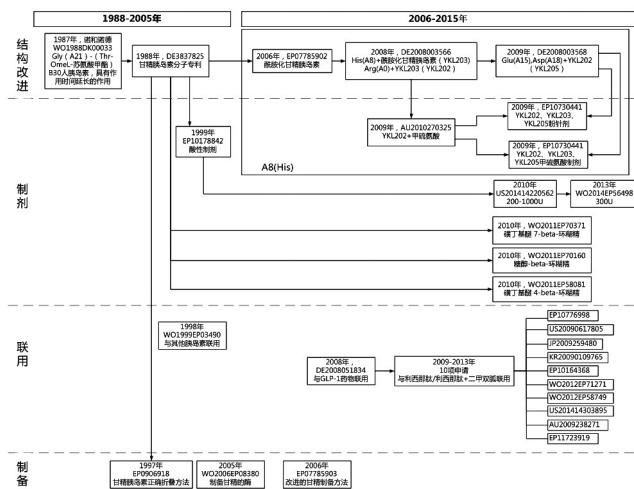 1988-2005年
2006-2015年
结构改进
1987年，诺和诺德
WO1988DK00033
Gly（A21）-（Thr-
OmeL-苏氨酸甲酯）
B30人胰岛素，具有作
用时间延长的作用
1988年，DE3837825
甘精胰岛素分子专利
2006年，EP07785902
酰胺化甘精胰岛素
2008年，DE2008003566
His(A8)+酰胺化甘精胰岛素（YKL203）
Arg(A0)+YKL203（YKL202）
2009年，DE2008003568
Glu(A15),Asp(A18)+YKL202
（YKL205）
1999年
EP10178842
酸性制剂
2009年，AU2010270325
YKL202+甲硫氨酸
2009年，EP10730441
YKL202、YKL203、
YKL205粉针剂
2009年，EP10730441
YKL202、YKL203、
YKL205甲硫氨酸制剂
A8(His)
制剂
2010年
US201414220562
200-1000U
2013年
WO2014EP56498
300U
2010年，WO2011EP70371
磺丁基醚 7-beta-环糊精
2010年，WO2011EP70160
糖醇-beta-环糊精
2010年，WO2011EP58081
磺丁基醚 4-beta-环糊精
联用
1998年
WO1999EP03490
与其他胰岛素联用
2008年，
DE2008051834
与GLP-1药物联用
2009-2013年
10项申请
与利西那肽/利西那肽+二甲双胍联用
EP10776998
US20090617805
JP2009259480
KR20090109765
EP10164368
WO2012EP71271
WO2012EP58749
US201414303895
AU2009238271
EP11723919
制备
1997年
EP0906918
甘精胰岛素正确折叠方法
2005年
WO2006EP08380
制备甘精的酶
2006年
EP07785903
改进的甘精制备方法